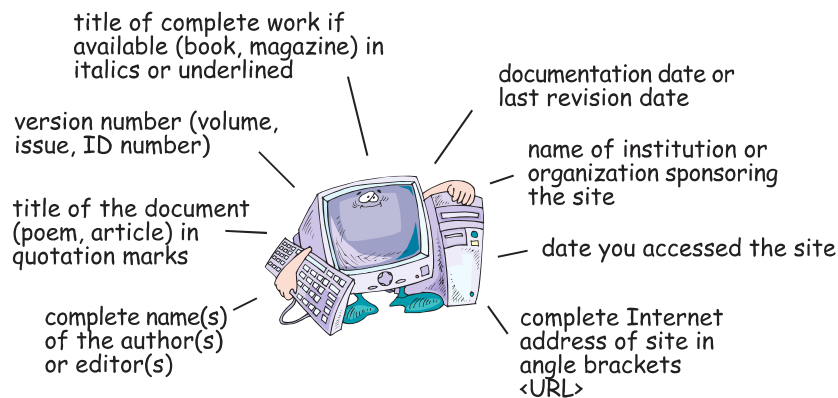 title of complete work if
available (book, magazine) in
italics or underlined
documentation date or
last revision date
version number (volume,
issue, ID number)
name of institution or
organization sponsoring
the site
title of the document
(poem, article) in
quotation marks
date you accessed the site
complete name(s)
of the author(s)
or editor(s)
complete Internet
address of site in
angle brackets
<URL>